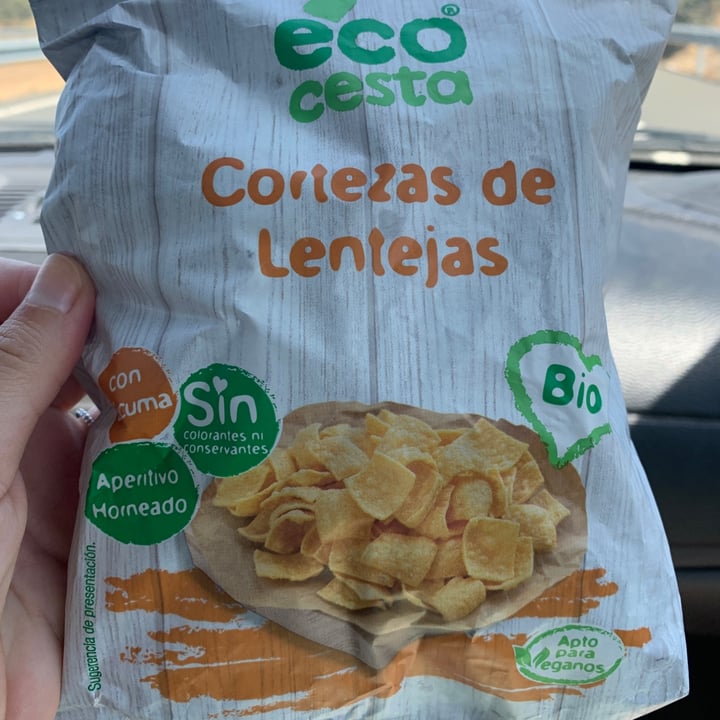 eco®
cesta
Cortezas de
Lentejas
con
Sin
colorantes ni
conservantes
Aperitivo
Horneado
Bio
Sugerencia de presentación.
Apto
para
Veganos